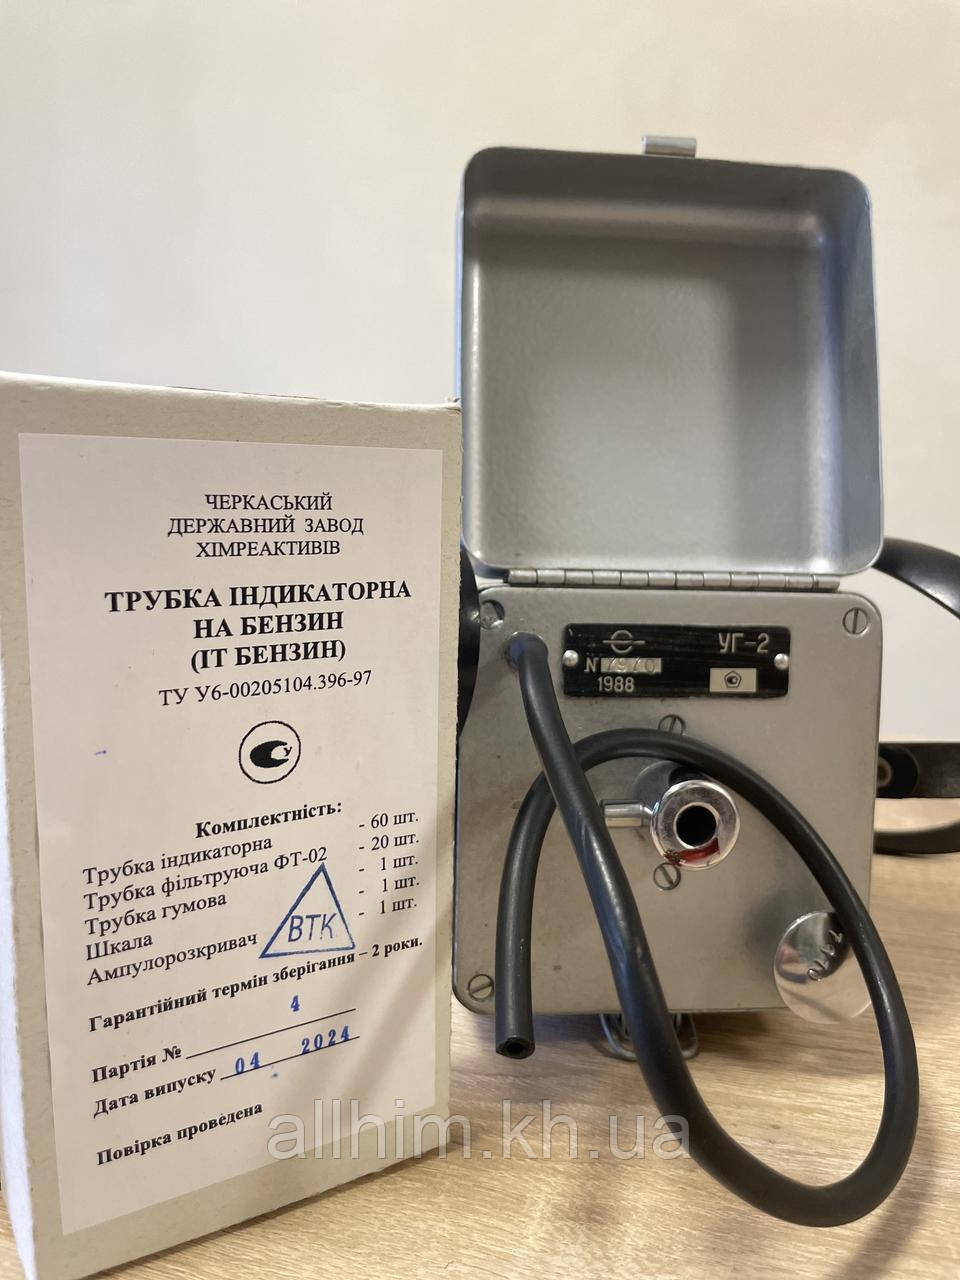 ЧЕРКАСЬКИЙ
ДЕРЖАВНИЙ ЗАВОД
ХІМРЕАКТИВІВ
ТРУБКА ІНДИКАТОРНА
НА БЕНЗИН
(ІТ БЕНЗИН)
ТУ У6-00205104.396-97
Комплектність:
Трубка індикаторна - 60 шт.
Трубка фільтруюча ФТ-02 - 20 шт.
Трубка гумова - 1 шт.
Шкала - 1 шт.
Ампулорозкривач - 1 шт.
ВТК
Гарантійний термін зберігання – 2 роки.
Партія № 4
Дата випуску 04 2024
Повірка проведена
УГ-2
N 7970
1988
7970
allhim.kh.ua